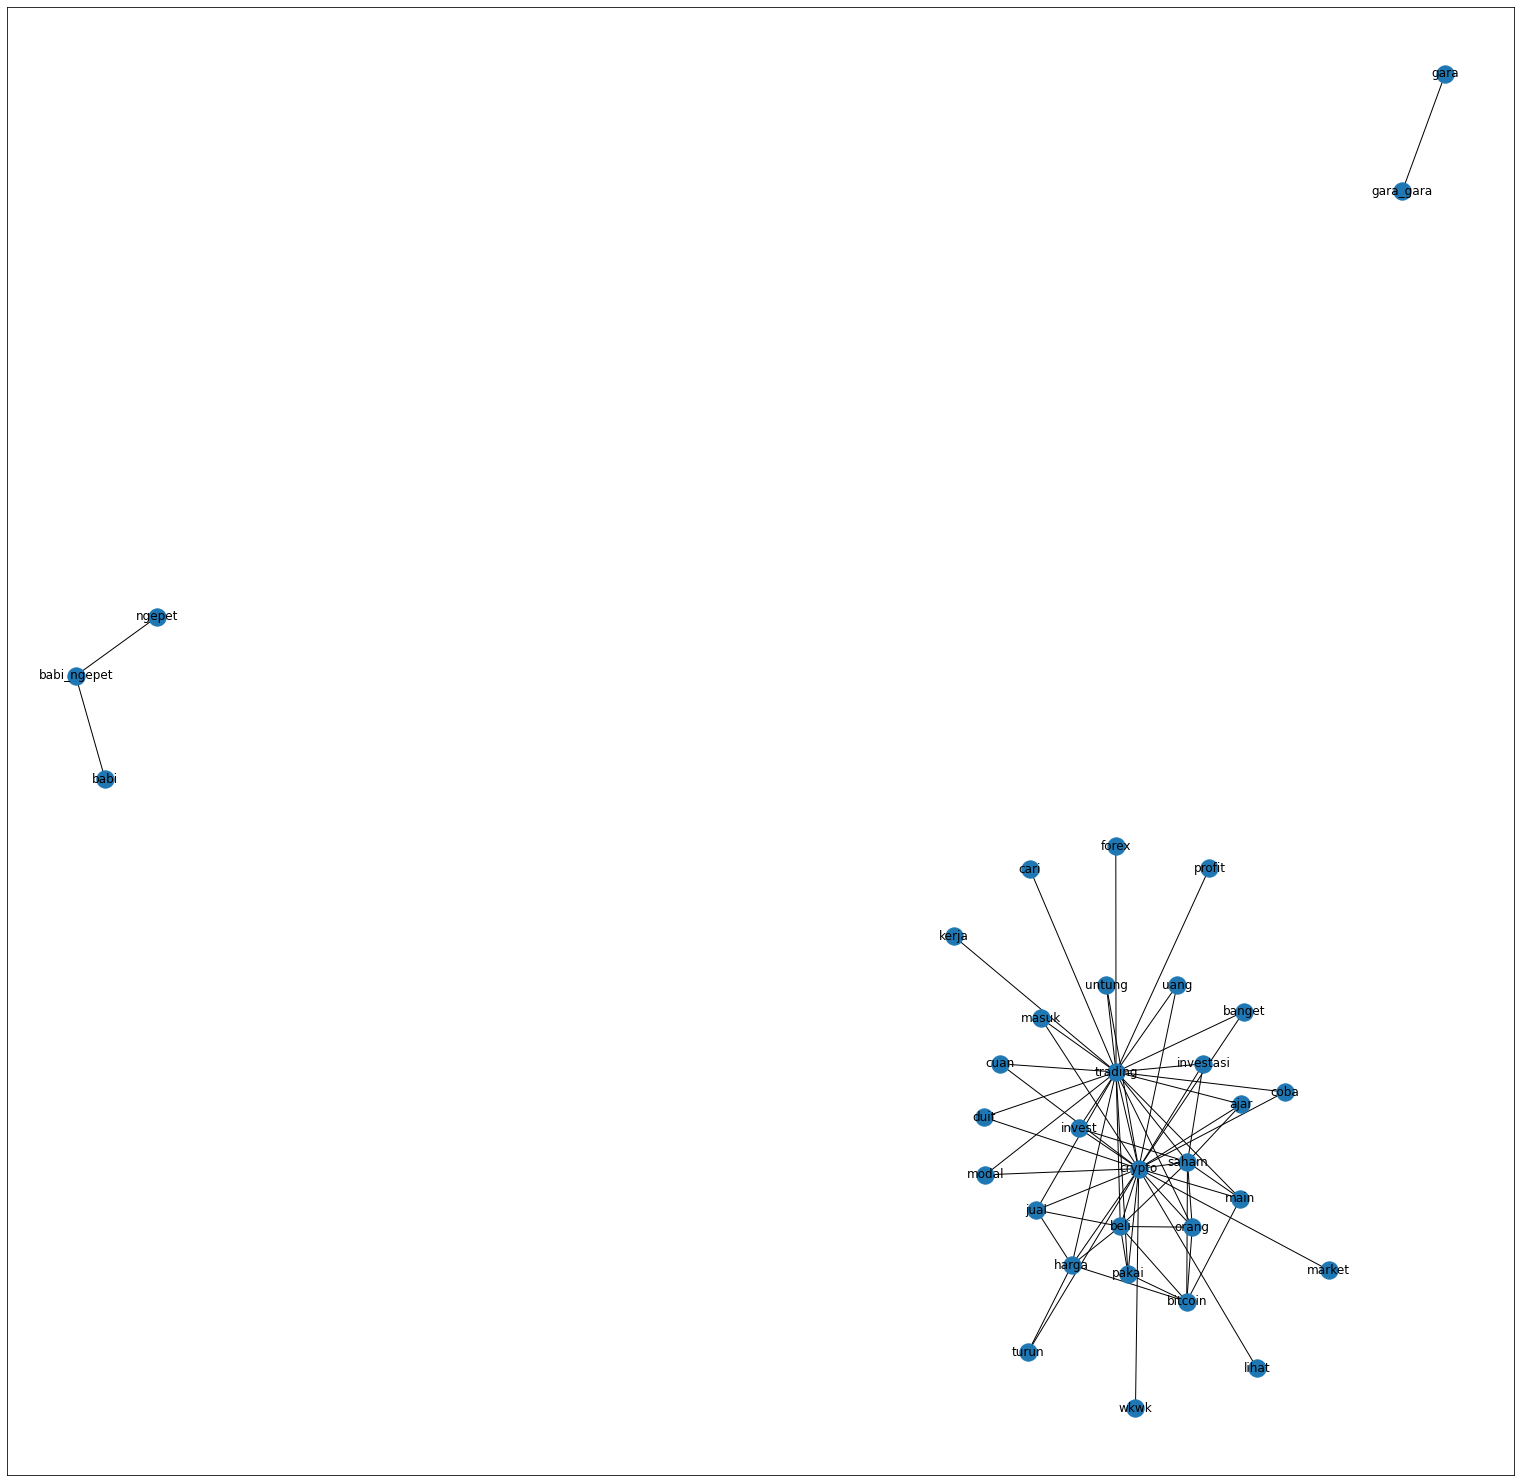 gara
gara_gara
ngepet
babi_ngepet
babi
forex
cari
profit
kerja
untung
uang
banget
masuk
cuan
trading
investasi
coba
ajar
duit
invest
saham
crypto
modal
main
jual
beli
orang
harga
pakai
market
bitcoin
turun
lihat
wkwk